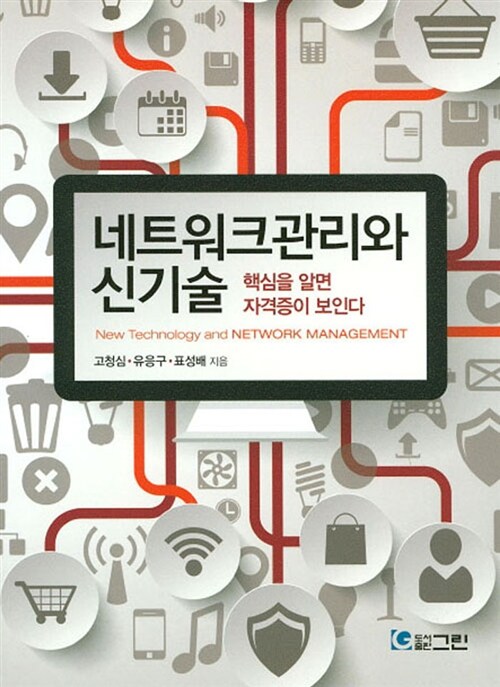 네트워크관리와
신기술 핵심을 알면
자격증이 보인다
New Technology and NETWORK MANAGEMENT
고청심·유응구·표성배 지음
도서출판 그린